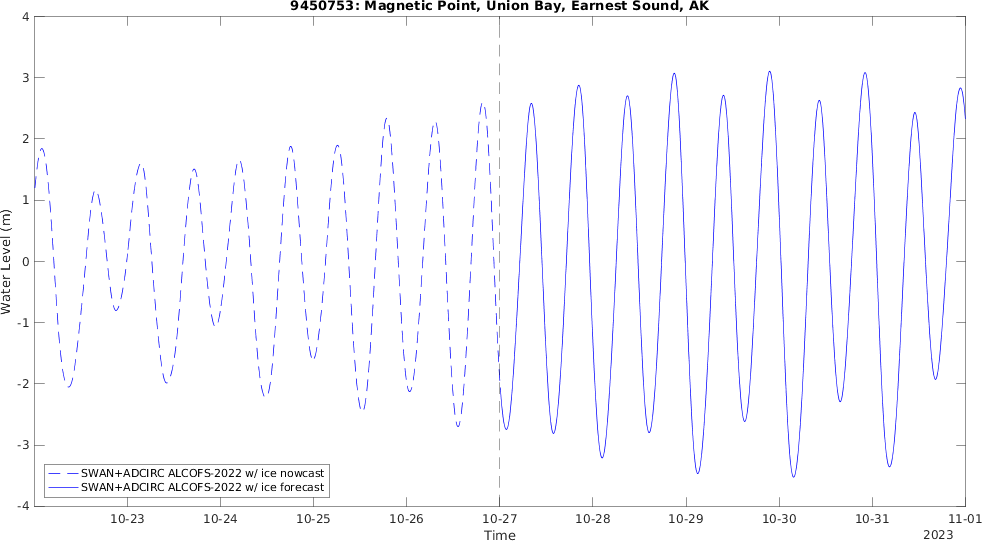 9450753: Magnetic Point, Union Bay, Earnest Sound, AK
4
3
2
1
0
-1
-2
-3
-4
Water Level (m)
SWAN+ADCIRC ALCOFS-2022 w/ ice nowcast
SWAN+ADCIRC ALCOFS-2022 w/ ice forecast
10-23 10-24 10-25 10-26 10-27 10-28 10-29 10-30 10-31 11-01
Time
2023